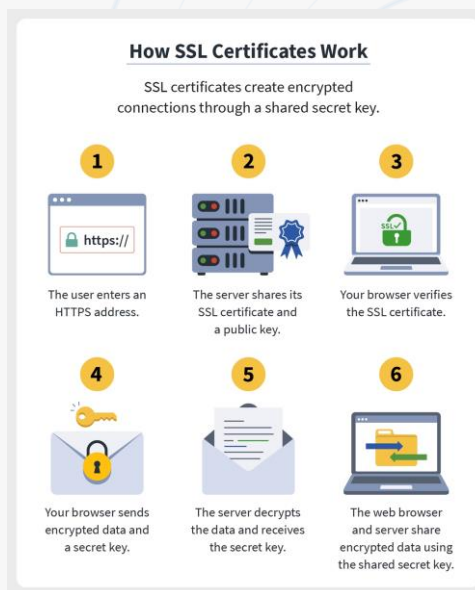 How SSL Certificates Work
SSL certificates create encrypted
connections through a shared secret key.
1
2
3
https://
SSL
The user enters an
HTTPS address.
The server shares its
SSL certificate and
a public key.
Your browser verifies
the SSL certificate.
4
5
6
Your browser sends
encrypted data and
a secret key.
The server decrypts
the data and receives
the secret key.
The web browser
and server share
encrypted data using
the shared secret key.